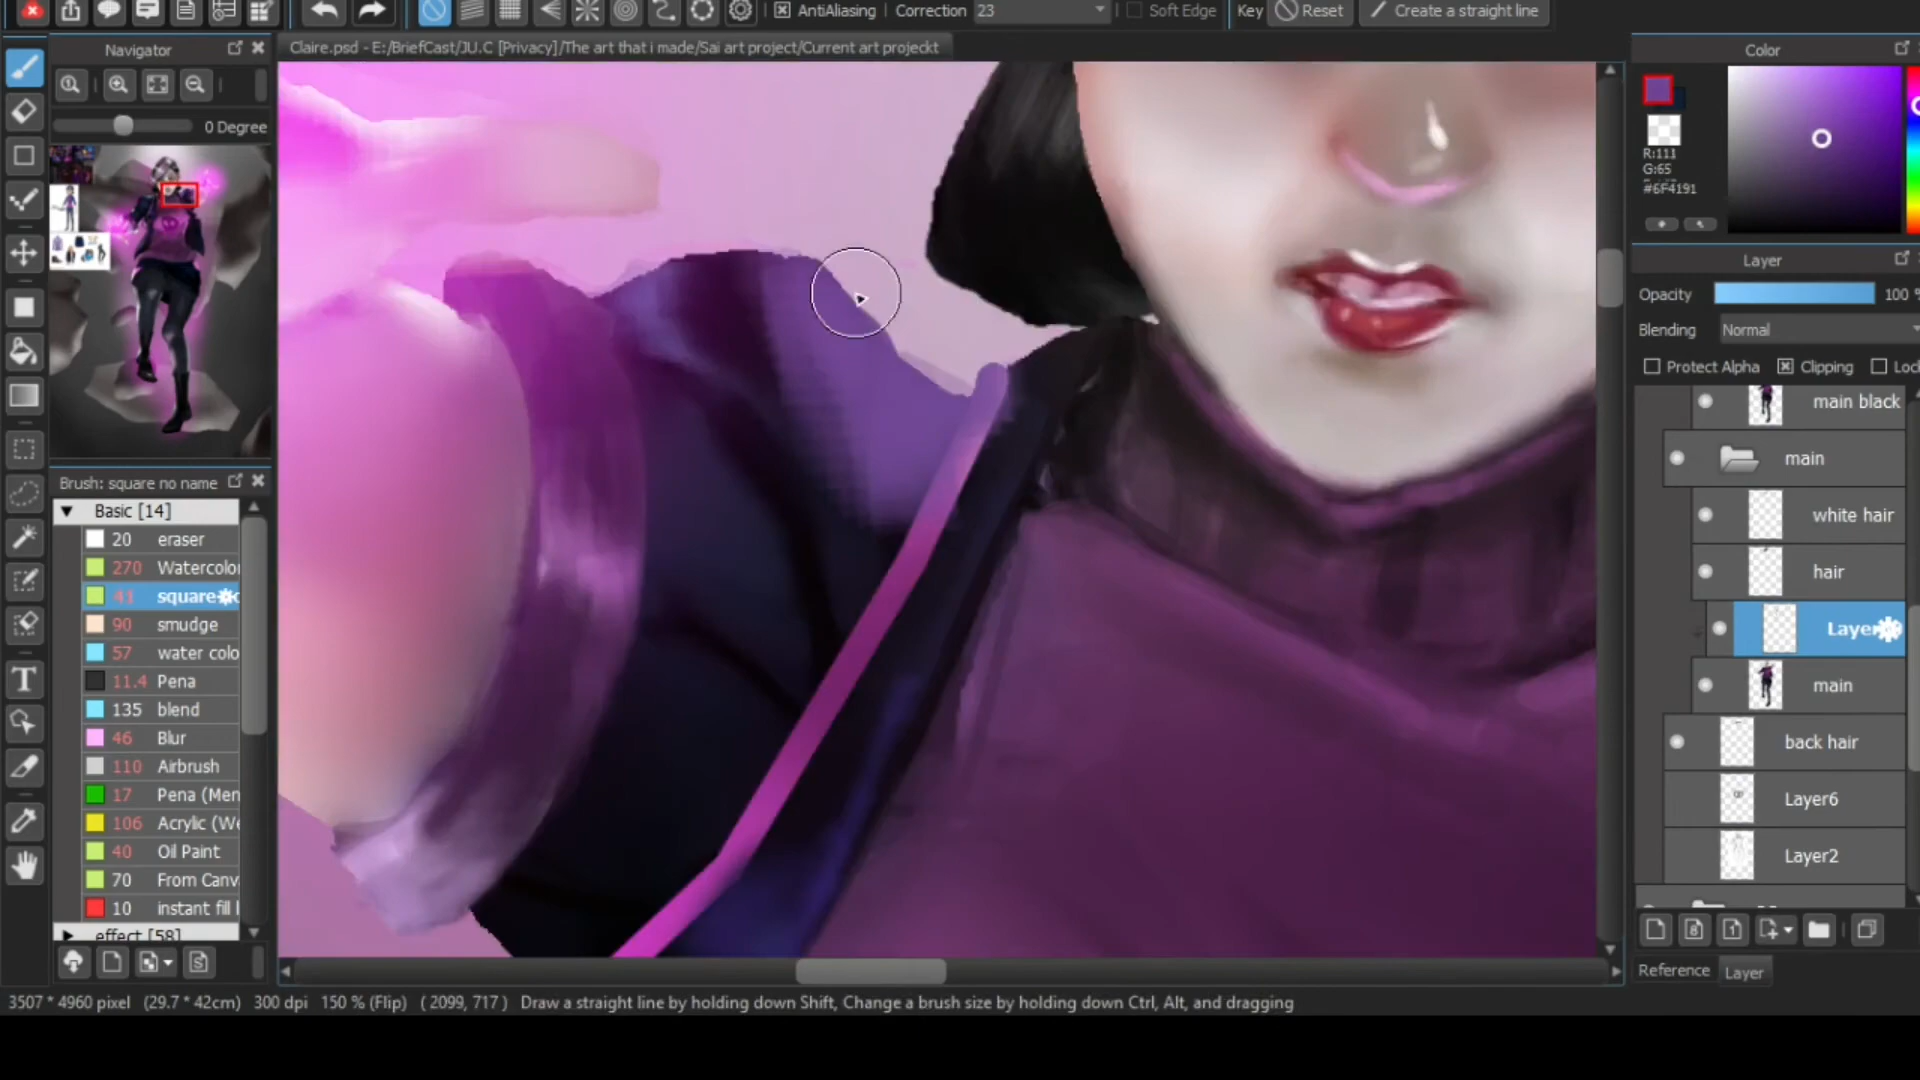 AntiAliasing Correction 23 Soft Edge Key Reset Create a straight line
Navigator
Claire.psd - E:/BriefCast/JU.C [Privacy]/The art that i made/Sai art project/Current art projeckt
Color
0 Degree
R:111
G:65
#6F4191
Layer
Opacity 100 %
Blending Normal
Protect Alpha Clipping Loc
main black
main
white hair
hair
Layer
main
back hair
Layer6
Layer2
Brush: square no name
Basic [14]
20 eraser
270 Watercolo
41 square
90 smudge
57 water colo
11.4 Pena
135 blend
46 Blur
110 Airbrush
17 Pena (Men
106 Acrylic (We
40 Oil Paint
70 From Canv
10 instant fill l
effect [58]
Reference Layer
3507 * 4960 pixel (29.7 * 42cm) 300 dpi 150 % (Flip) ( 2099, 717 ) Draw a straight line by holding down Shift, Change a brush size by holding down Ctrl, Alt, and dragging